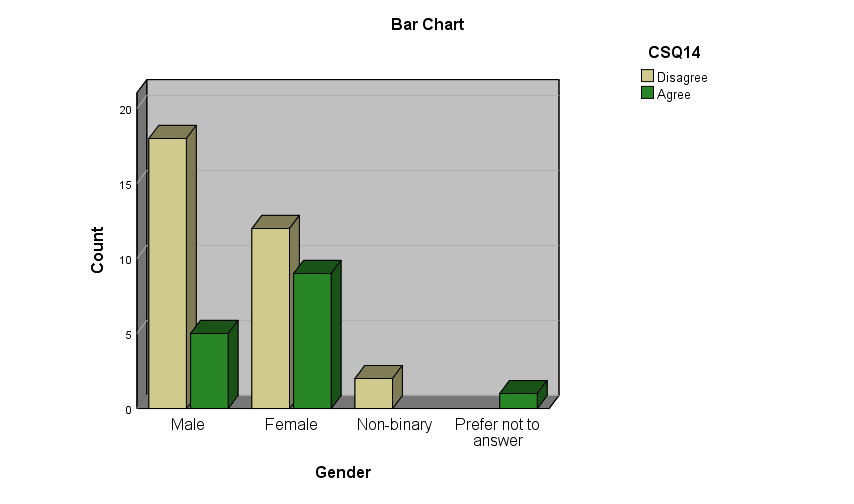 Bar Chart
CSQ14
Disagree
Agree
20
15
10
5
0
Count
Male
Female
Non-binary
Prefer not to
answer
Gender